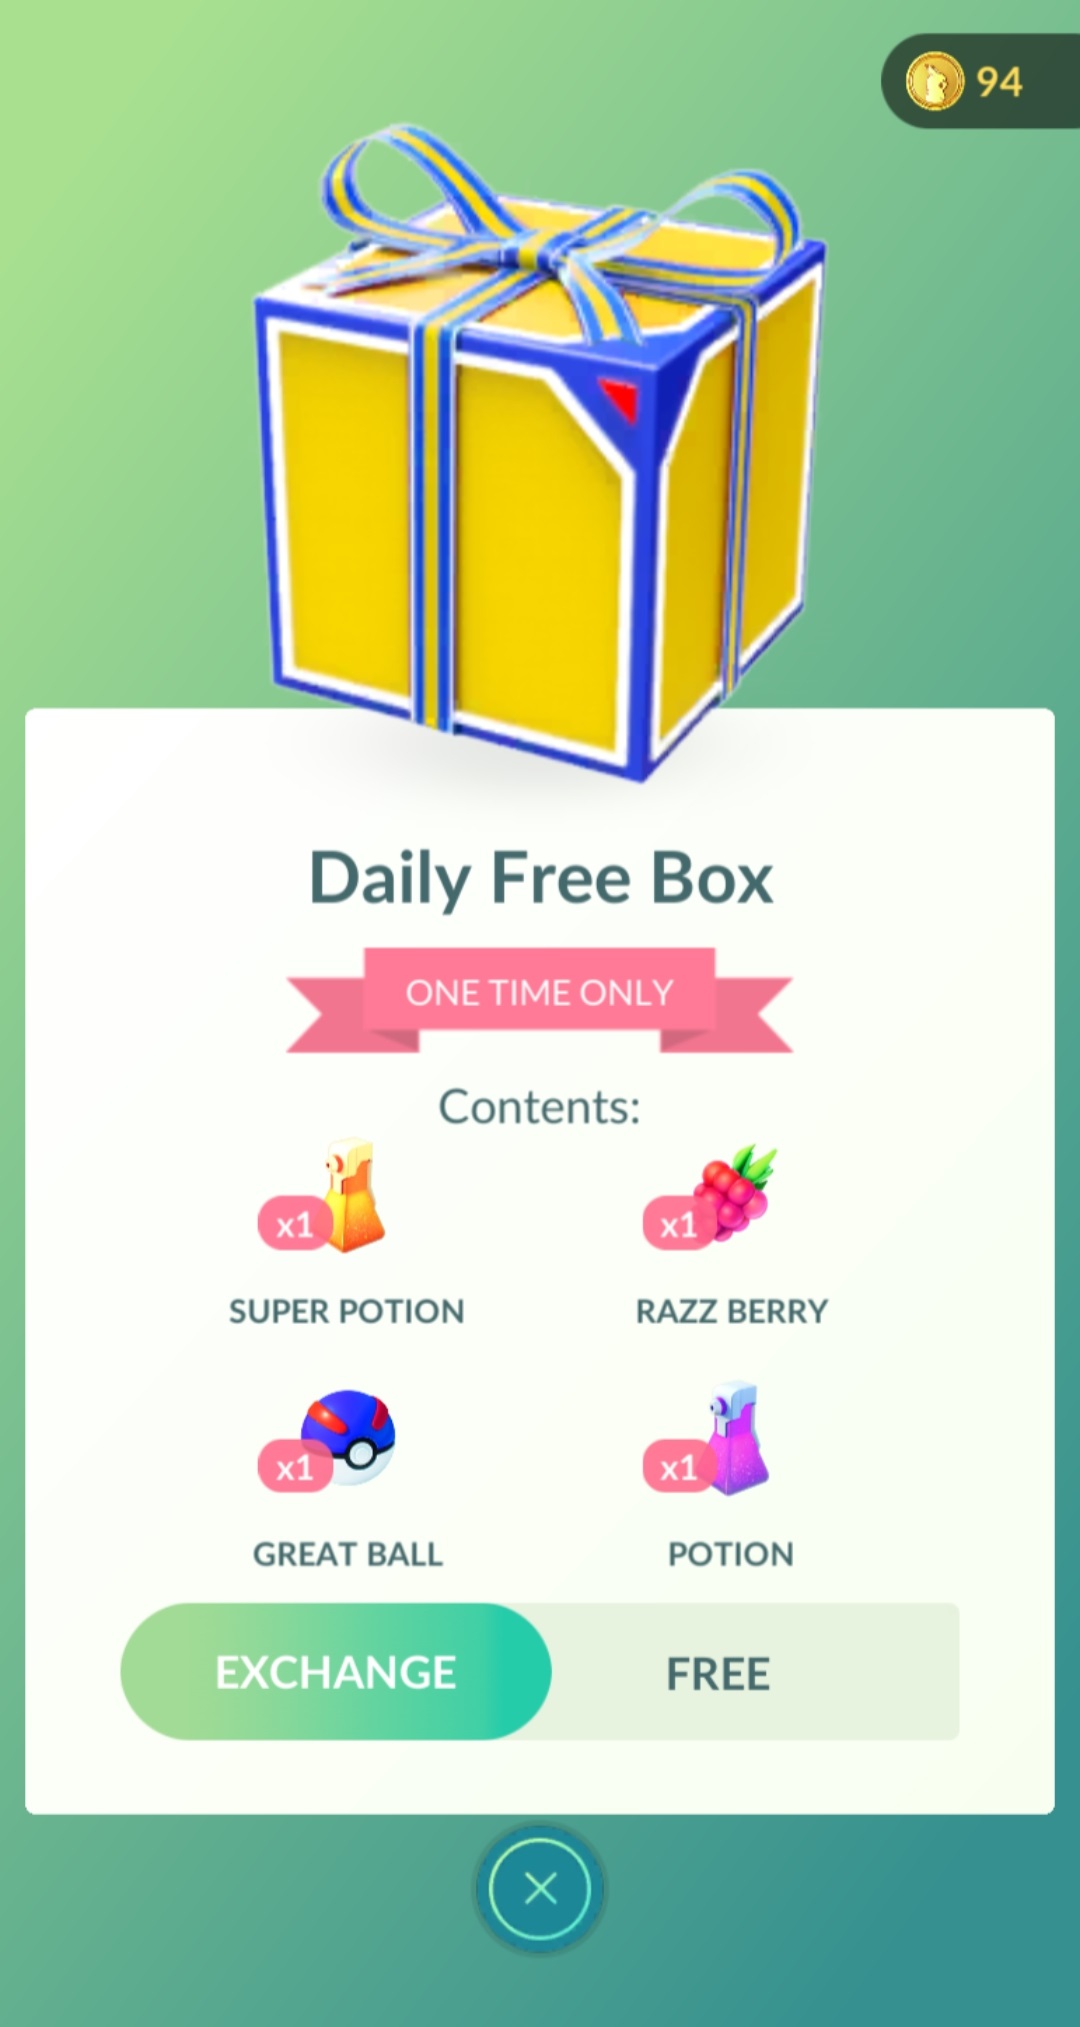 94
Daily Free Box
ONE TIME ONLY
Contents:
x1
x1
SUPER POTION
RAZZ BERRY
x1
x1
GREAT BALL
POTION
EXCHANGE
FREE